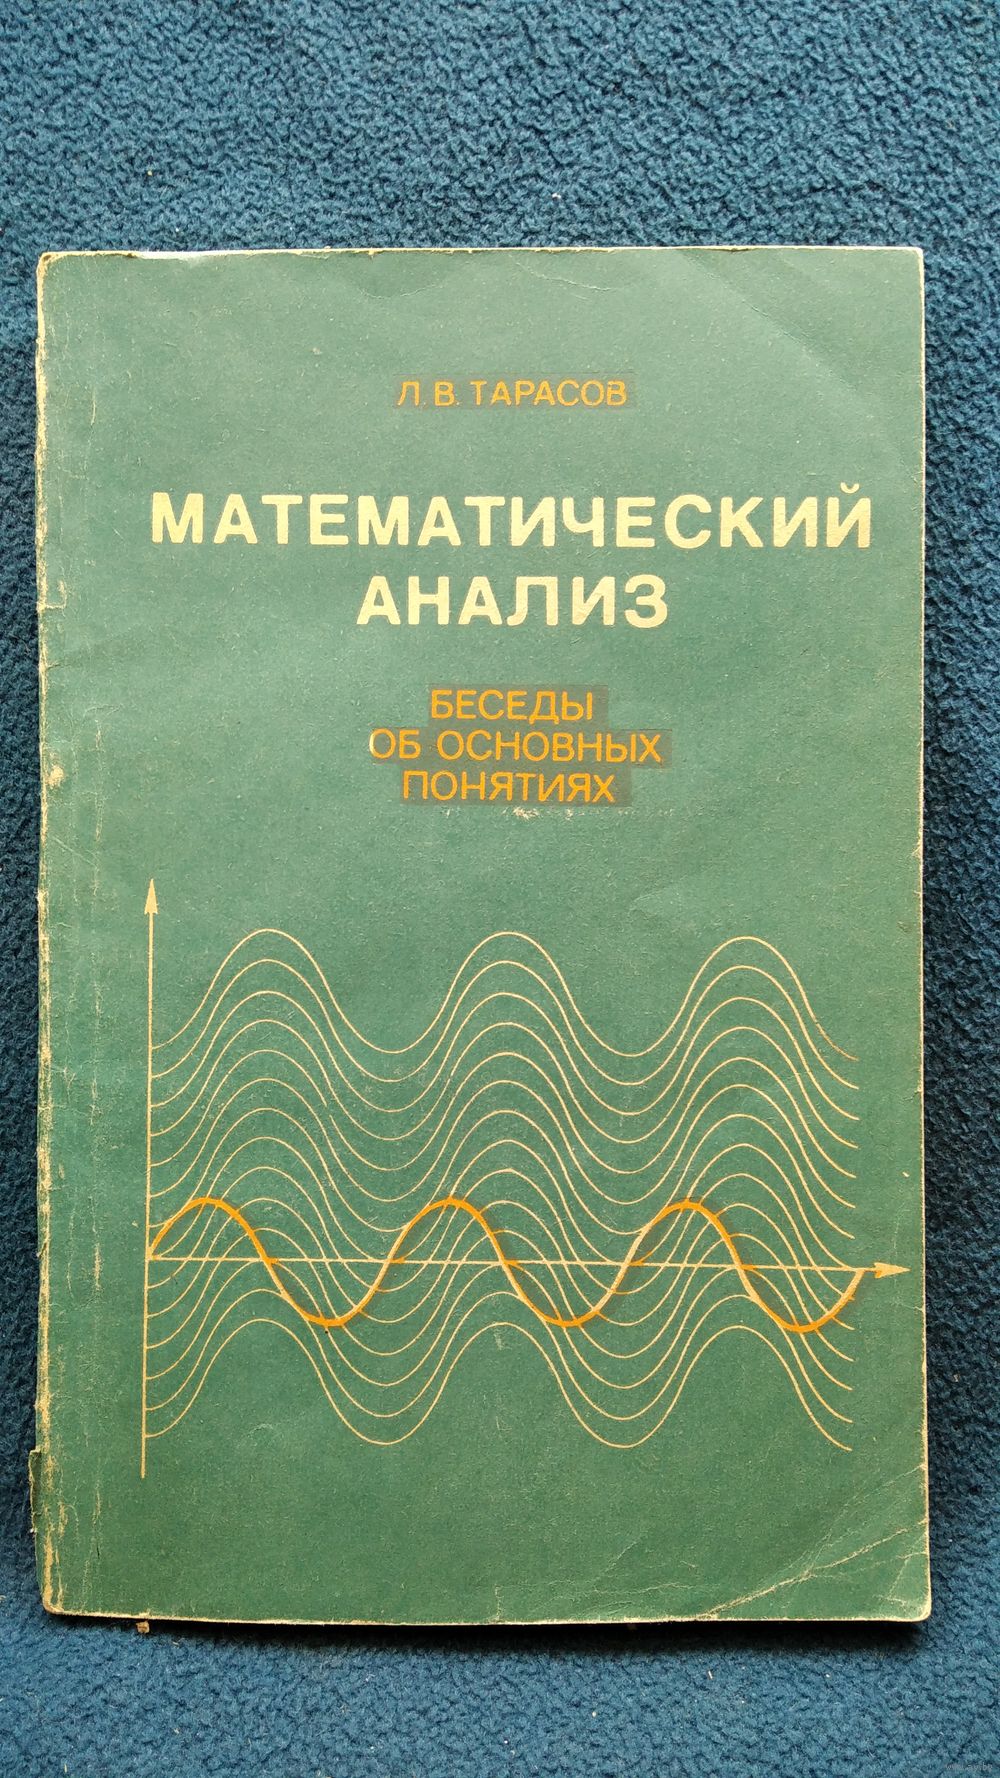 Л. В. ТАРАСОВ
МАТЕМАТИЧЕСКИЙ
АНАЛИЗ
БЕСЕДЫ
ОБ ОСНОВНЫХ
ПОНЯТИЯХ